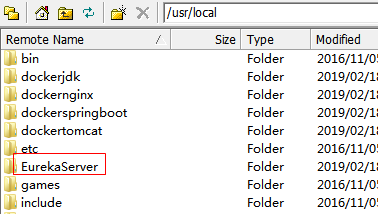 /usr/local
Remote Name Size Type Modified
bin Folder 2016/11/05
dockerjdk Folder 2019/02/18
dockernginx Folder 2019/02/18
dockerspringboot Folder 2019/02/18
dockertomcat Folder 2019/02/18
etc Folder 2016/11/05
EurekaServer Folder 2019/02/18
games Folder 2016/11/05
include Folder 2016/11/05